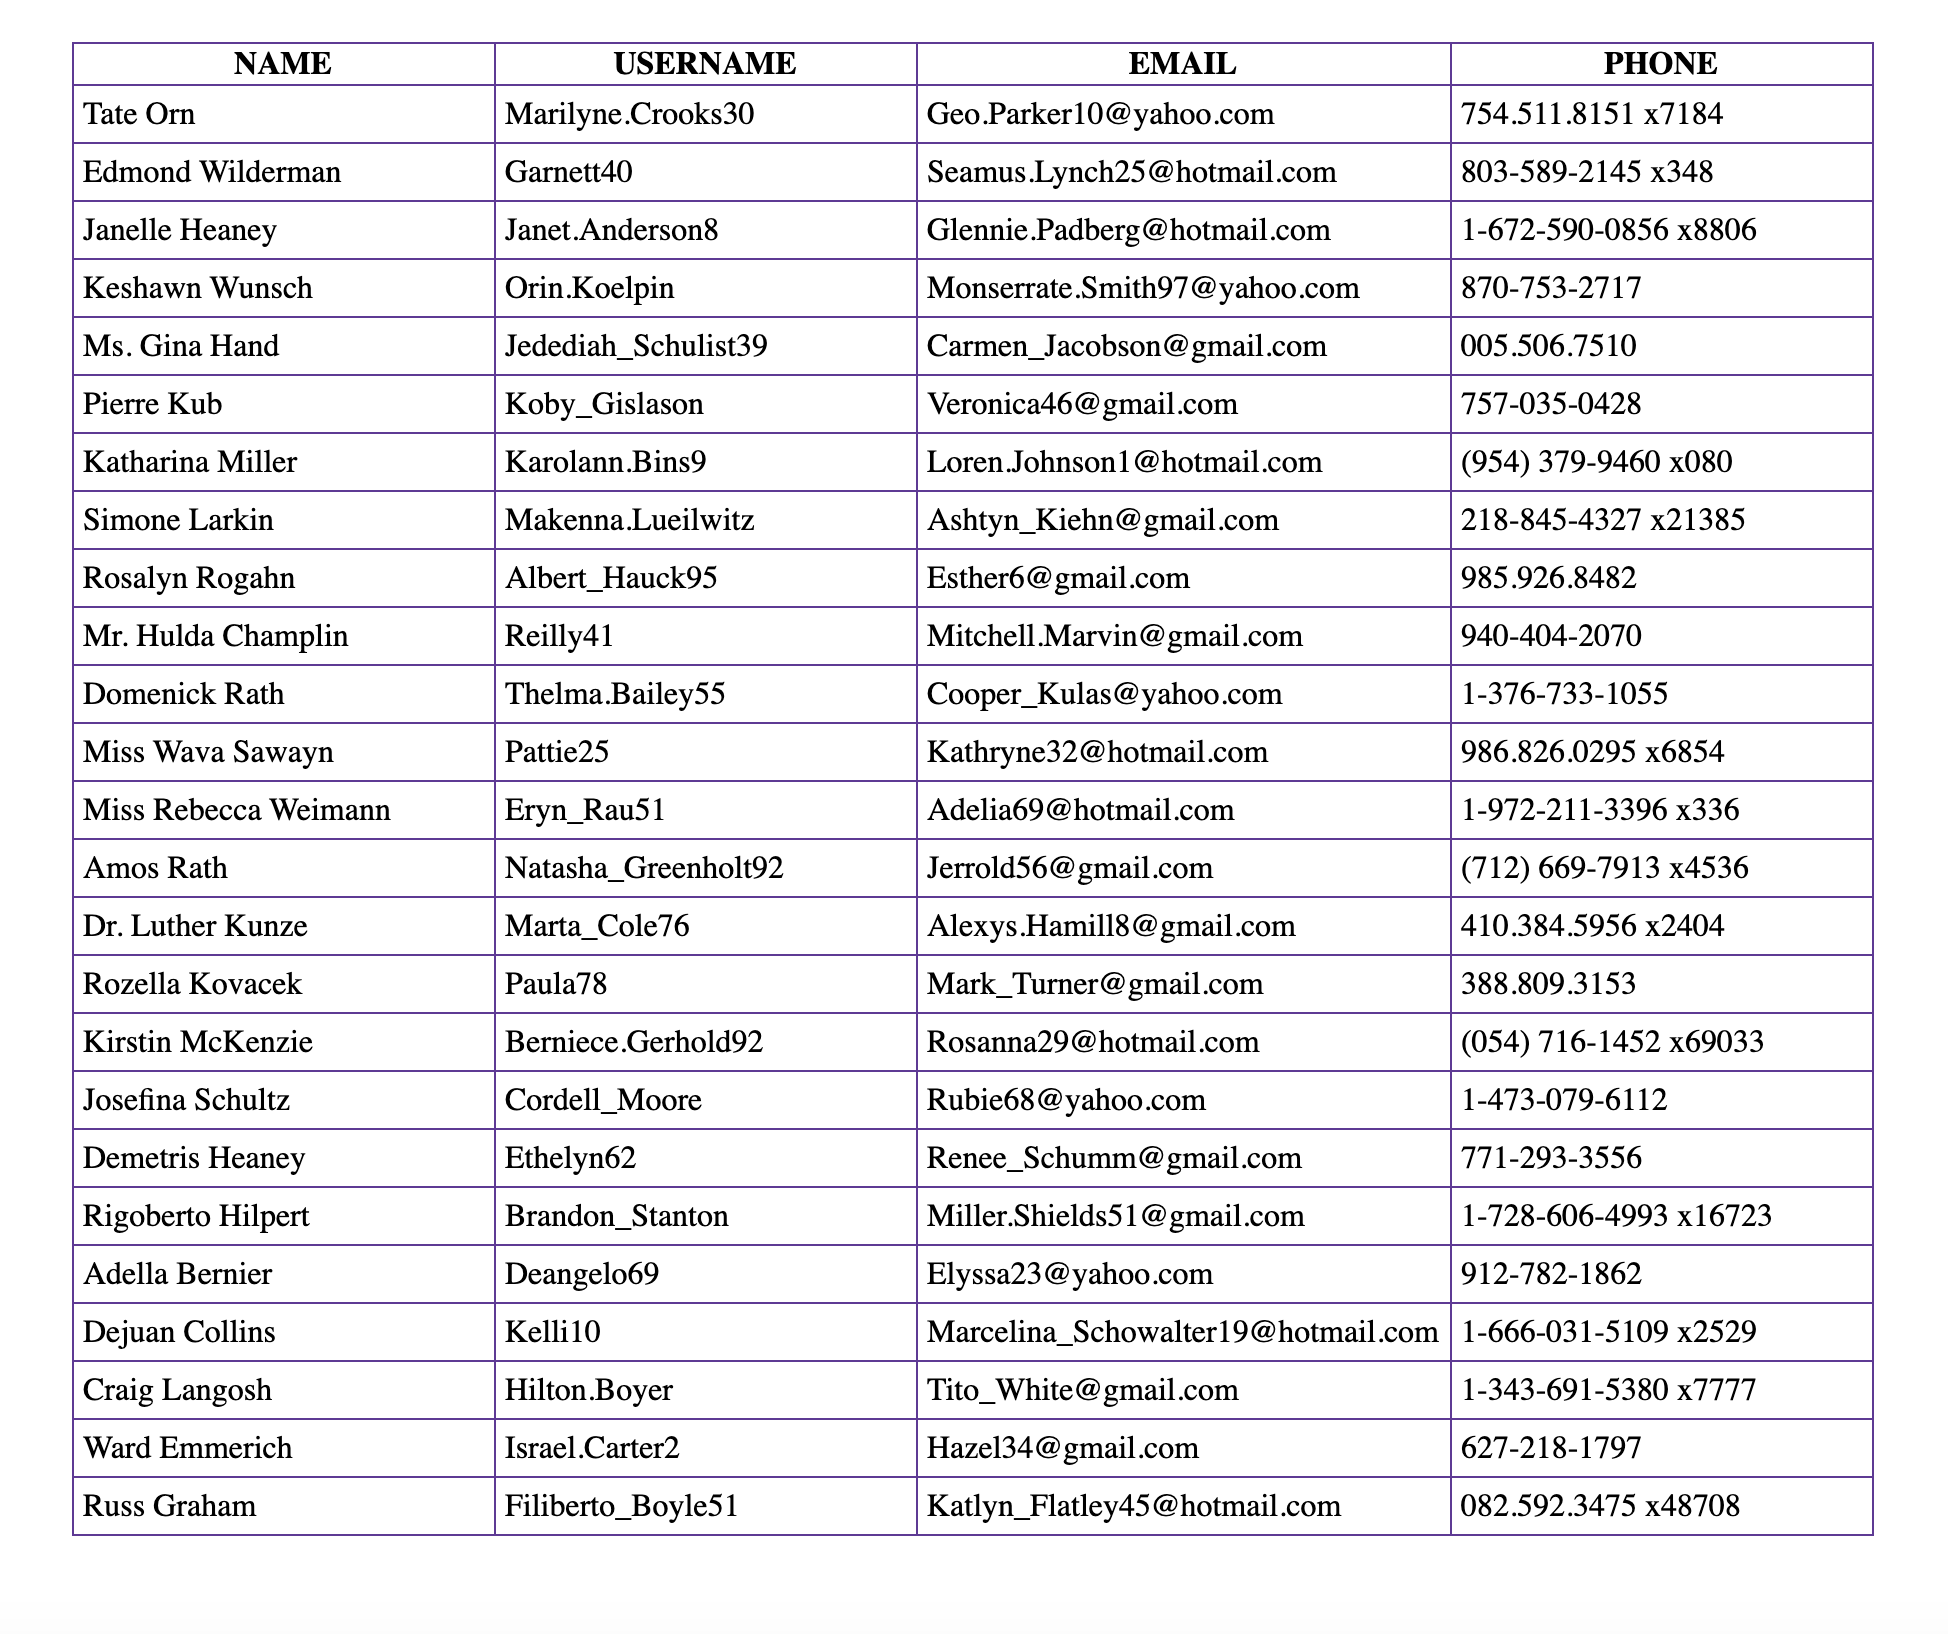 NAME USERNAME EMAIL PHONE
Tate Orn Marilyne.Crooks30 Geo.Parker10@yahoo.com 754.511.8151 x7184
Edmond Wilderman Garnett40 Seamus.Lynch25@hotmail.com 803-589-2145 x348
Janelle Heaney Janet.Anderson8 Glennie.Padberg@hotmail.com 1-672-590-0856 x8806
Keshawn Wunsch Orin.Koelpin Monserrate.Smith97@yahoo.com 870-753-2717
Ms. Gina Hand Jedediah_Schulist39 Carmen_Jacobson@gmail.com 005.506.7510
Pierre Kub Koby_Gislason Veronica46@gmail.com 757-035-0428
Katharina Miller Karolann.Bins9 Loren.Johnson1@hotmail.com (954) 379-9460 x080
Simone Larkin Makenna.Lueilwitz Ashtyn_Kiehn@gmail.com 218-845-4327 x21385
Rosalyn Rogahn Albert_Hauck95 Esther6@gmail.com 985.926.8482
Mr. Hulda Champlin Reilly41 Mitchell.Marvin@gmail.com 940-404-2070
Domenick Rath Thelma.Bailey55 Cooper_Kulas@yahoo.com 1-376-733-1055
Miss Wava Sawayn Pattie25 Kathryne32@hotmail.com 986.826.0295 x6854
Miss Rebecca Weimann Eryn_Rau51 Adelia69@hotmail.com 1-972-211-3396 x336
Amos Rath Natasha_Greenholt92 Jerrold56@gmail.com (712) 669-7913 x4536
Dr. Luther Kunze Marta_Cole76 Alexys.Hamill8@gmail.com 410.384.5956 x2404
Rozella Kovacek Paula78 Mark_Turner@gmail.com 388.809.3153
Kirstin McKenzie Berniece.Gerhold92 Rosanna29@hotmail.com (054) 716-1452 x69033
Josefina Schultz Cordell_Moore Rubie68@yahoo.com 1-473-079-6112
Demetris Heaney Ethelyn62 Renee_Schumm@gmail.com 771-293-3556
Rigoberto Hilpert Brandon_Stanton Miller.Shields51@gmail.com 1-728-606-4993 x16723
Adella Bernier Deangelo69 Elyssa23@yahoo.com 912-782-1862
Dejuan Collins Kelli10 Marcelina_Schowalter19@hotmail.com 1-666-031-5109 x2529
Craig Langosh Hilton.Boyer Tito_White@gmail.com 1-343-691-5380 x7777
Ward Emmerich Israel.Carter2 Hazel34@gmail.com 627-218-1797
Russ Graham Filiberto_Boyle51 Katlyn_Flatley45@hotmail.com 082.592.3475 x48708